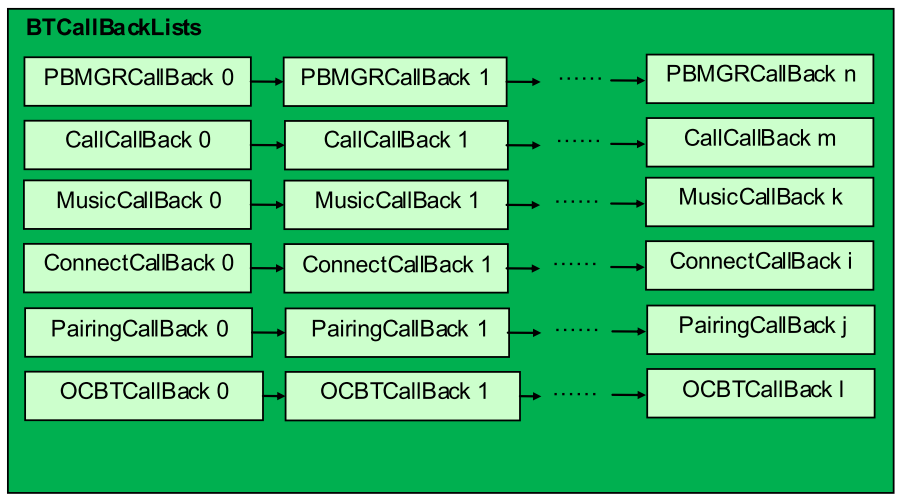 BTCallBackLists
PBMGRCallBack 0 PBMGRCallBack 1 ...... PBMGRCallBack n
CallCallBack 0 CallCallBack 1 ...... CallCallBack m
MusicCallBack 0 MusicCallBack 1 ...... MusicCallBack k
ConnectCallBack 0 ConnectCallBack 1 ...... ConnectCallBack i
PairingCallBack 0 PairingCallBack 1 ...... PairingCallBack j
OCBTCallBack 0 OCBTCallBack 1 ...... OCBTCallBack l